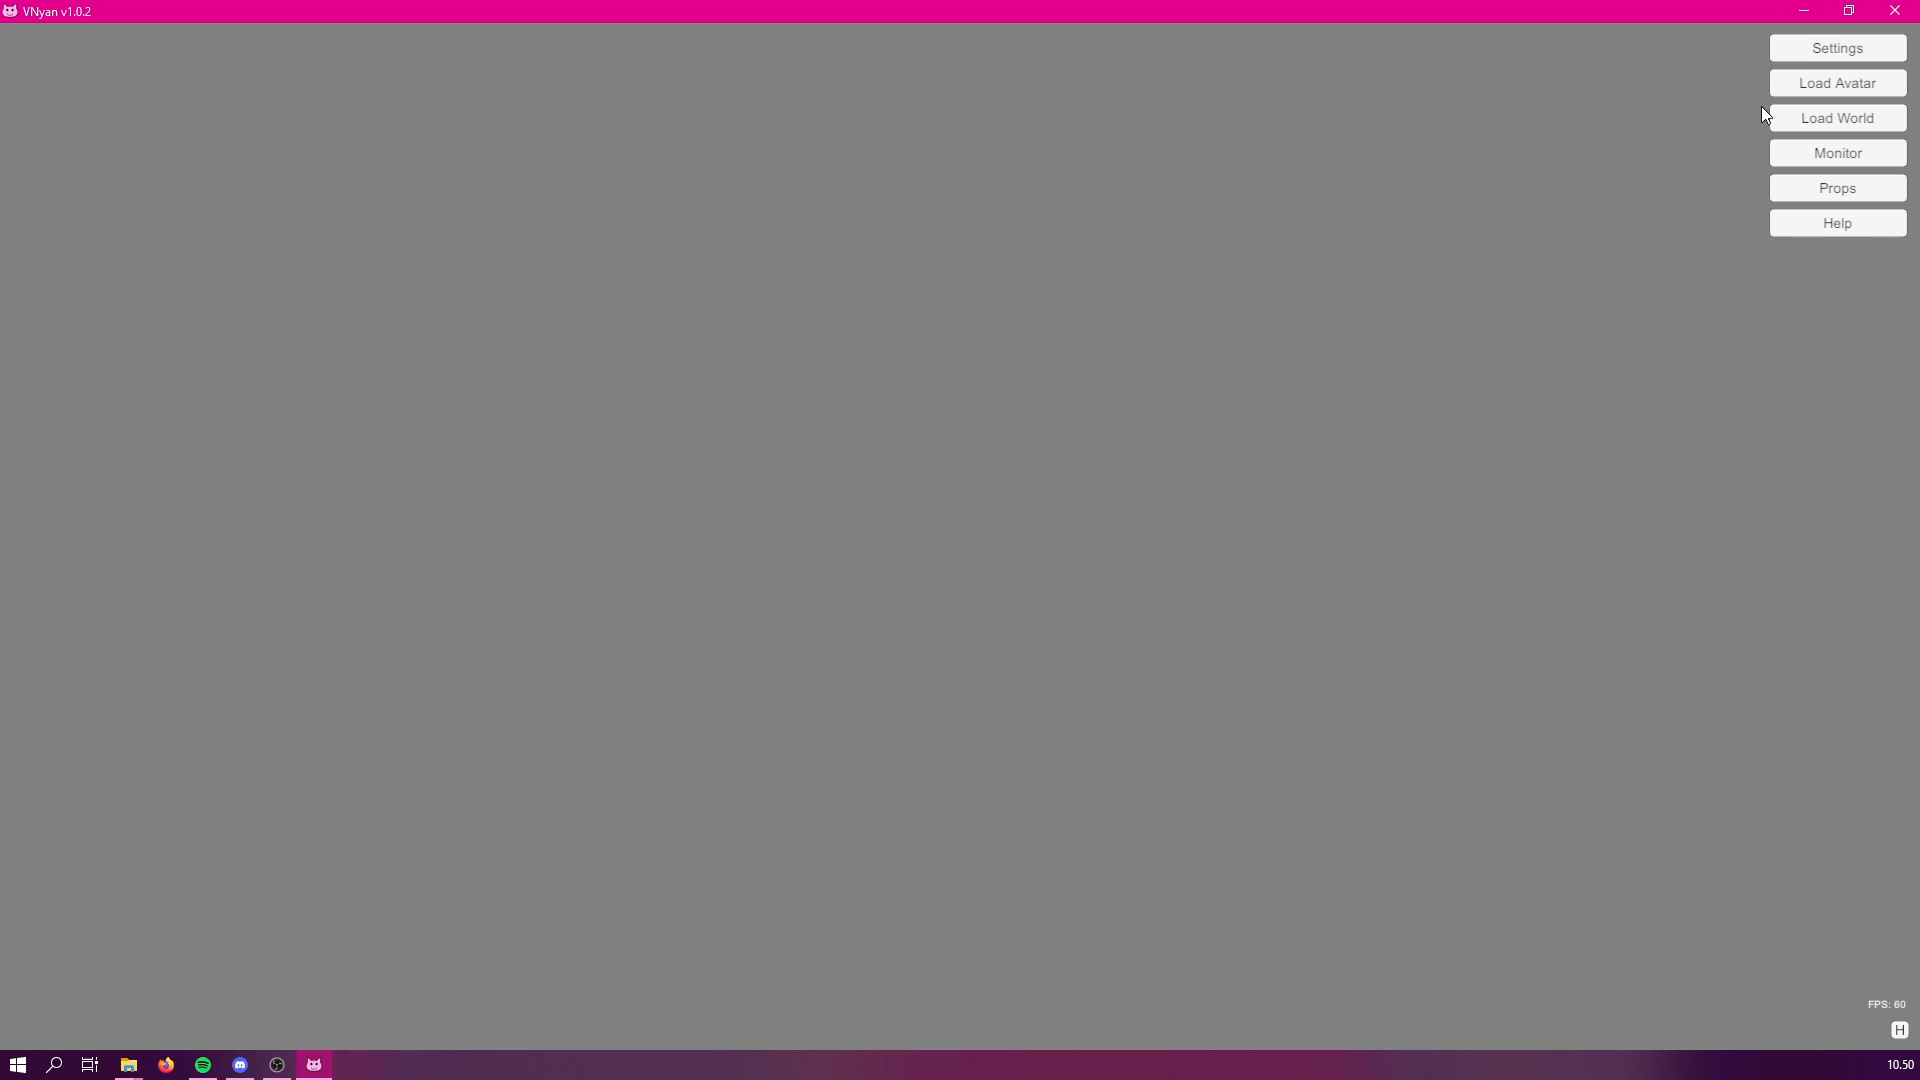 VNyan v1.0.2
Settings
Load Avatar
Load World
Monitor
Props
Help
FPS: 60
H
10.50